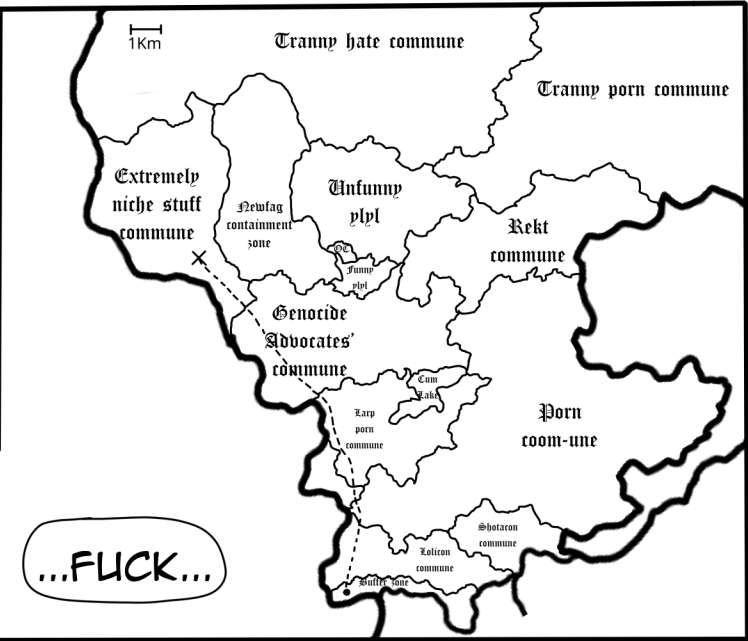 1Km
Tranny hate commune
Tranny porn commune
Extremely
niche stuff
commune
Newfag
containment
zone
Unfunny
ylyl
OC
Funny
ylyl
Rekt
commune
Genocide
Advocates'
commune
Cum
Lake
Larp
porn
commune
Porn
coom-une
Shotacon
commune
Lolicon
commune
Buffer zone
...FUCK...